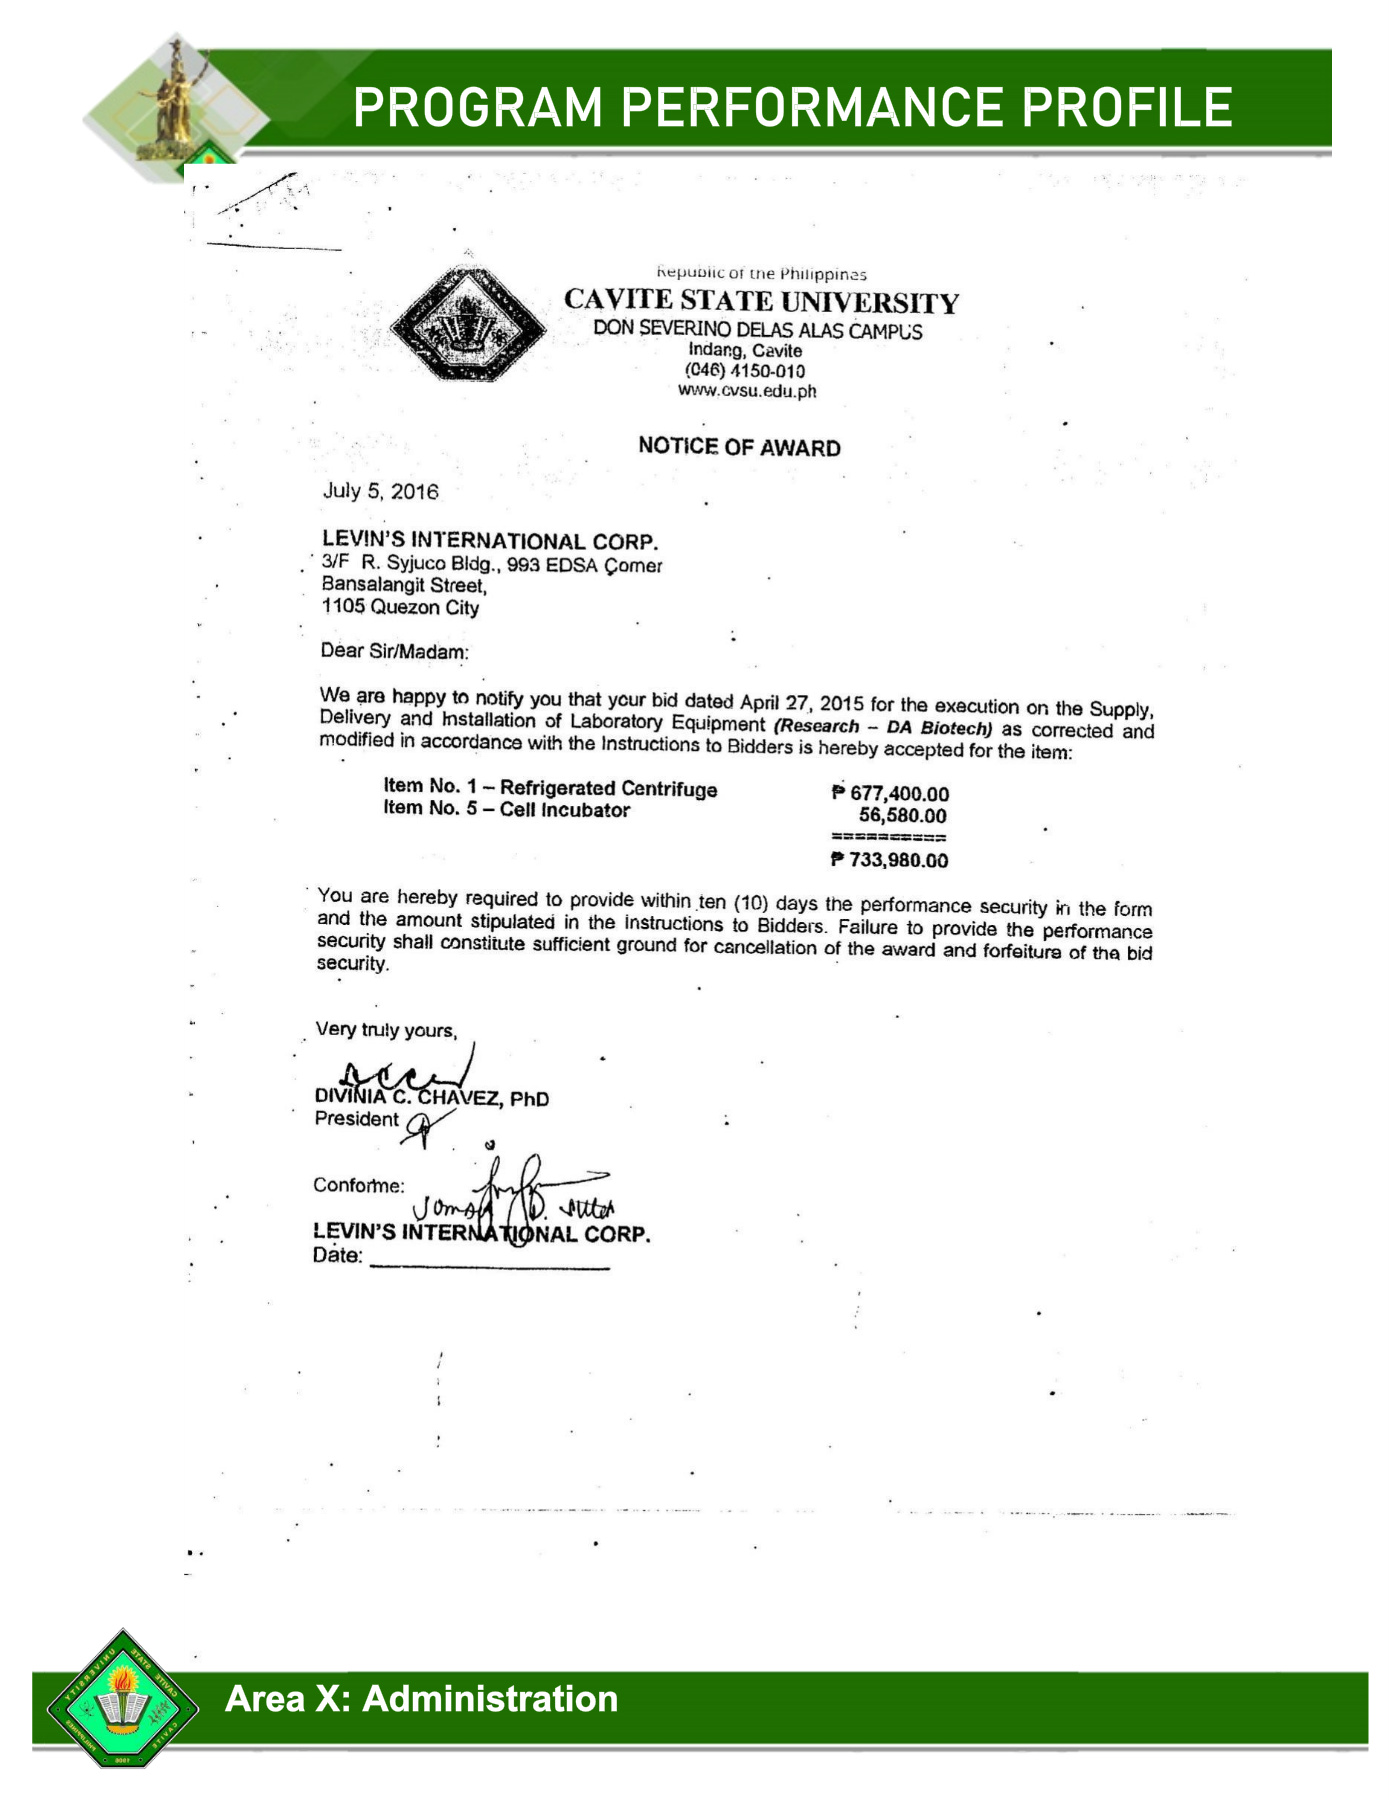 PROGRAM PERFORMANCE PROFILE
Republic of the Philippines
CAVITE STATE UNIVERSITY
DON SEVERINO DELAS ALAS CAMPUS
Indang, Cavite
(046) 4150-010
www.cvsu.edu.ph
NOTICE OF AWARD
July 5, 2016
LEVIN'S INTERNATIONAL CORP.
3/F R. Syjuco Bldg., 993 EDSA Corner
Bansalangit Street,
1105 Quezon City
Dear Sir/Madam:
We are happy to notify you that your bid dated April 27, 2015 for the execution on the Supply,
Delivery and Installation of Laboratory Equipment (Research – DA Biotech) as corrected and
modified in accordance with the Instructions to Bidders is hereby accepted for the item:
Item No. 1 – Refrigerated Centrifuge ₱ 677,400.00
Item No. 5 – Cell Incubator 56,580.00
==========
₱ 733,980.00
You are hereby required to provide within ten (10) days the performance security in the form
and the amount stipulated in the Instructions to Bidders. Failure to provide the performance
security shall constitute sufficient ground for cancellation of the award and forfeiture of the bid
security.
Very truly yours,
DIVINIA C. CHAVEZ, PhD
President
Conforme:
LEVIN'S INTERNATIONAL CORP.
Date:
CAVITE STATE UNIVERSITY
CAVITE
PHILIPPINES
1906
Area X: Administration